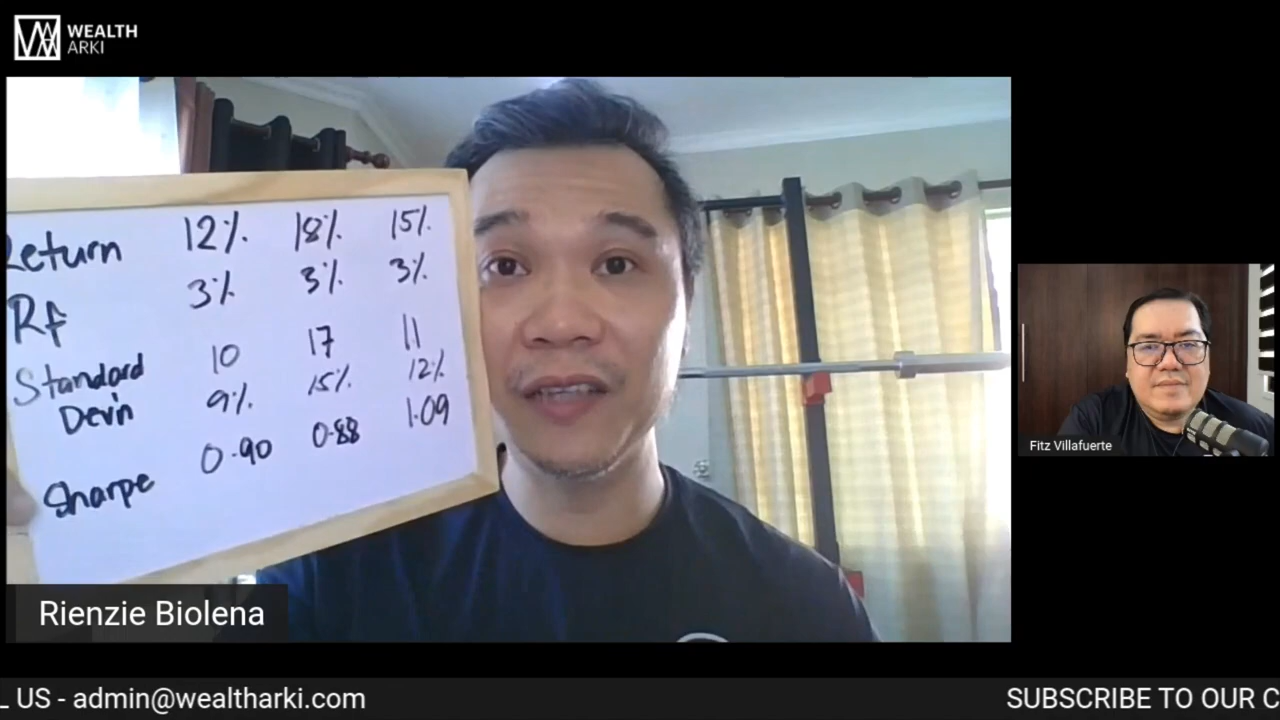 WEALTH
ARKI
Return 12% 18% 15%
Rf 3% 3% 3%
Standard 10 17 11
Dev'n 9% 15% 12%
Sharpe 0.90 0.88 1.09
Fitz Villafuerte
Rienzie Biolena
L US - admin@wealtharki.com
SUBSCRIBE TO OUR C